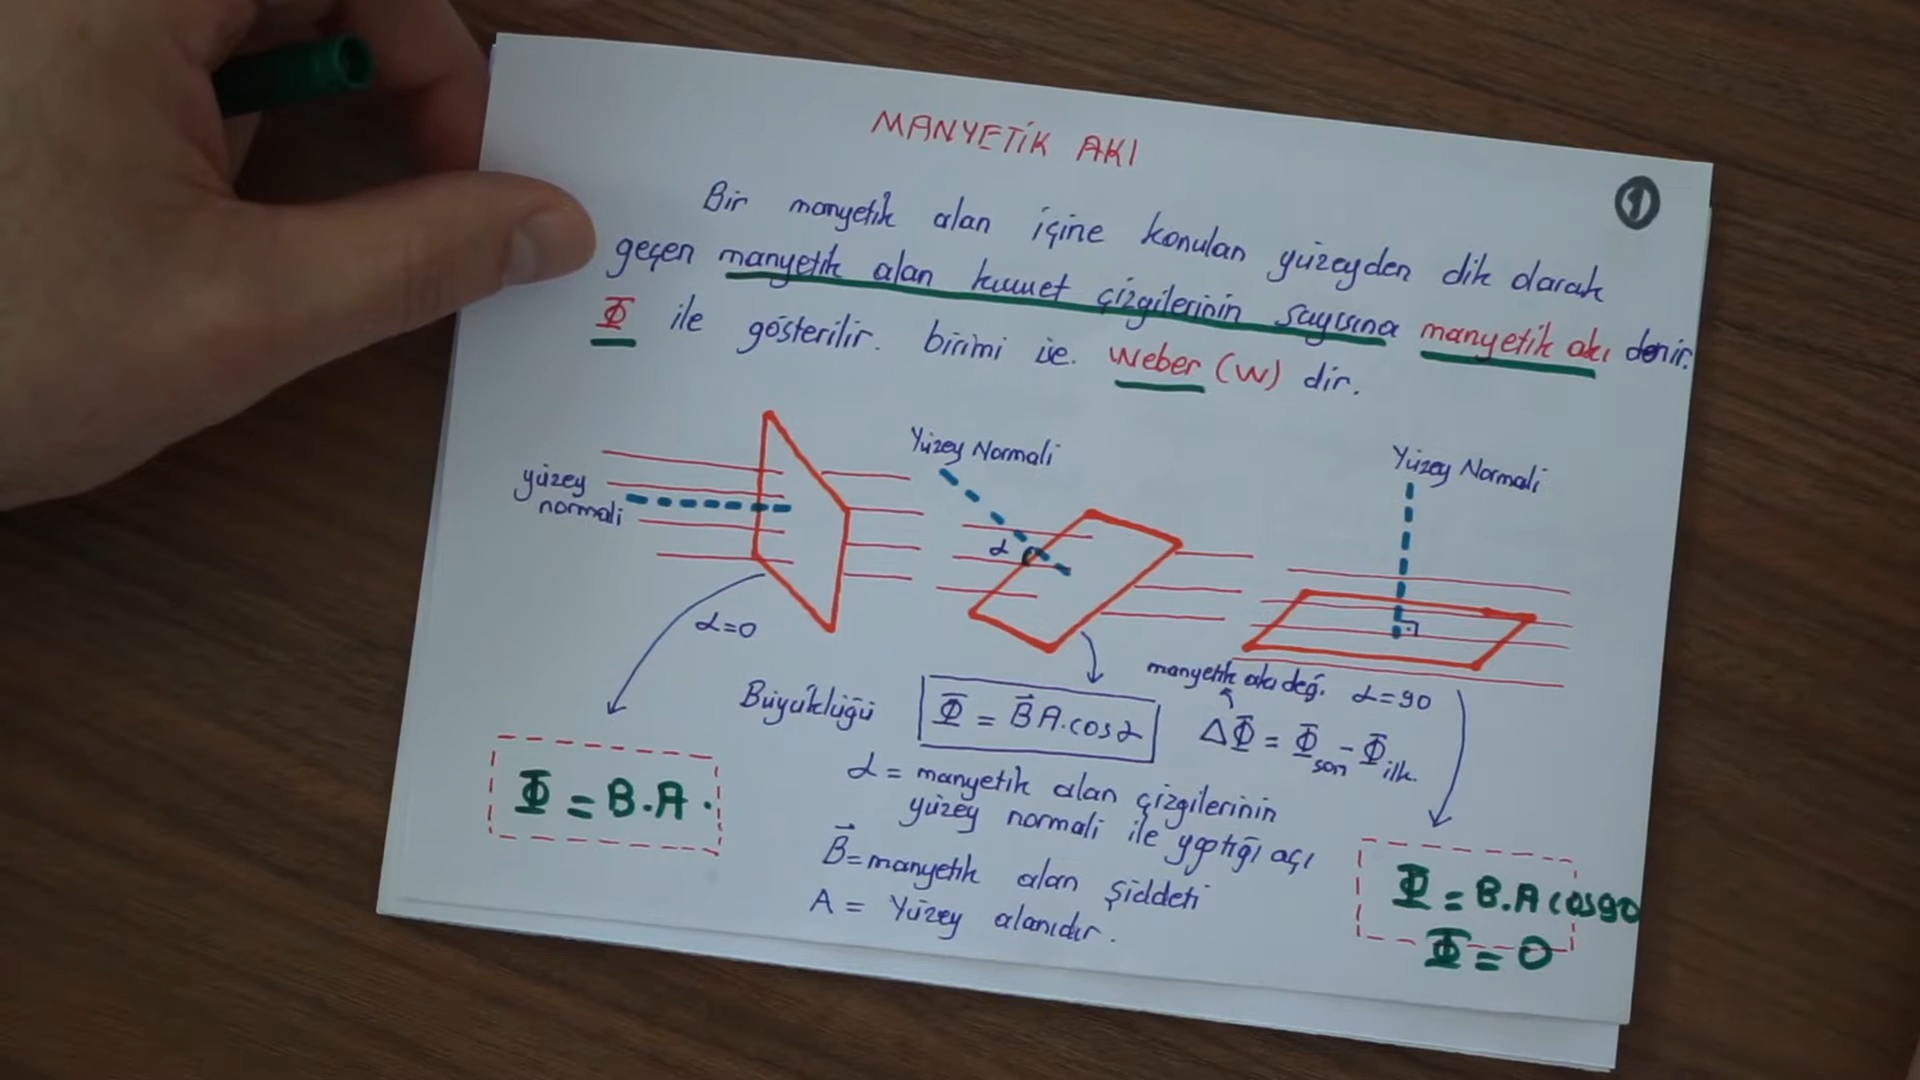 MANYETİK AKI
1
Bir manyetik alan içine konulan yüzeyden dik olarak
geçen manyetik alan kuvvet çizgilerinin sayısına manyetik akı denir.
Φ ile gösterilir. birimi ise. Weber (W) dir.
yüzey
normali
Yüzey Normali
Yüzey Normali
α
α=0
manyetik akı değ. α=90
Büyüklüğü Φ = B⃗ A.cosα
ΔΦ = Φson - Φilk.
Φ = B.A.
α = manyetik alan çizgilerinin
yüzey normali ile yaptığı açı
B⃗ = manyetik alan şiddeti
A = Yüzey alanıdır.
Φ = B.A cos90
Φ = 0